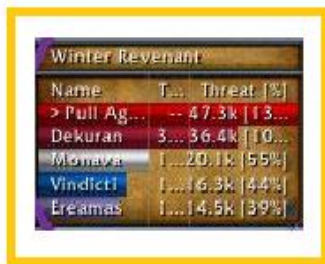 Winter Revenant
Name T... Threat [%]
> Pull Ag... -- 47.3k [13...
Dekuran 3... 36.4k [10...
Monava 1... 20.1k [55%]
Vindicti 1... 16.3k [44%]
Ereamas 1... 14.5k [39%]